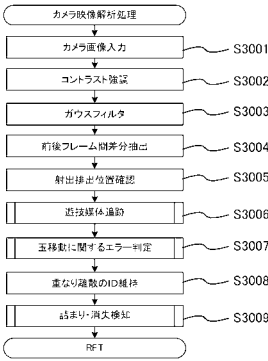 カメラ映像解析処理
カメラ画像入力
S3001
コントラスト強調
S3002
ガウスフィルタ
S3003
前後フレーム間差分抽出
S3004
射出排出位置確認
S3005
遊技媒体追跡
S3006
玉移動に関するエラー判定
S3007
重なり離散のID維持
S3008
詰まり・消失検知
S3009
RET